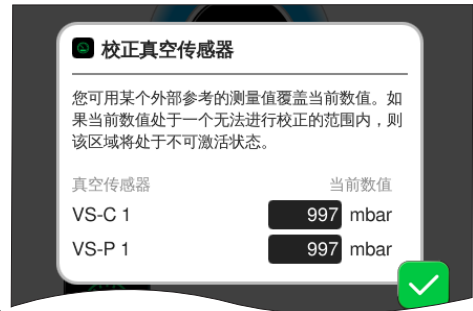 校正真空传感器
您可用某个外部参考的测量值覆盖当前数值。如
果当前数值处于一个无法进行校正的范围内，则
该区域将处于不可激活状态。
真空传感器 当前数值
VS-C 1 997 mbar
VS-P 1 997 mbar